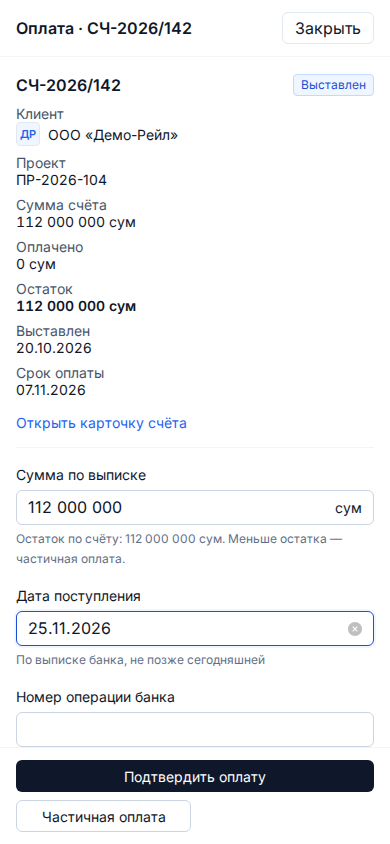 Оплата · СЧ-2026/142
Закрыть
СЧ-2026/142
Выставлен
Клиент
ДР
ООО «Демо-Рейл»
Проект
ПР-2026-104
Сумма счёта
112 000 000 сум
Оплачено
0 сум
Остаток
112 000 000 сум
Выставлен
20.10.2026
Срок оплаты
07.11.2026
Открыть карточку счёта
Сумма по выписке
112 000 000 сум
Остаток по счёту: 112 000 000 сум. Меньше остатка —
частичная оплата.
Дата поступления
25.11.2026
По выписке банка, не позже сегодняшней
Номер операции банка
Подтвердить оплату
Частичная оплата